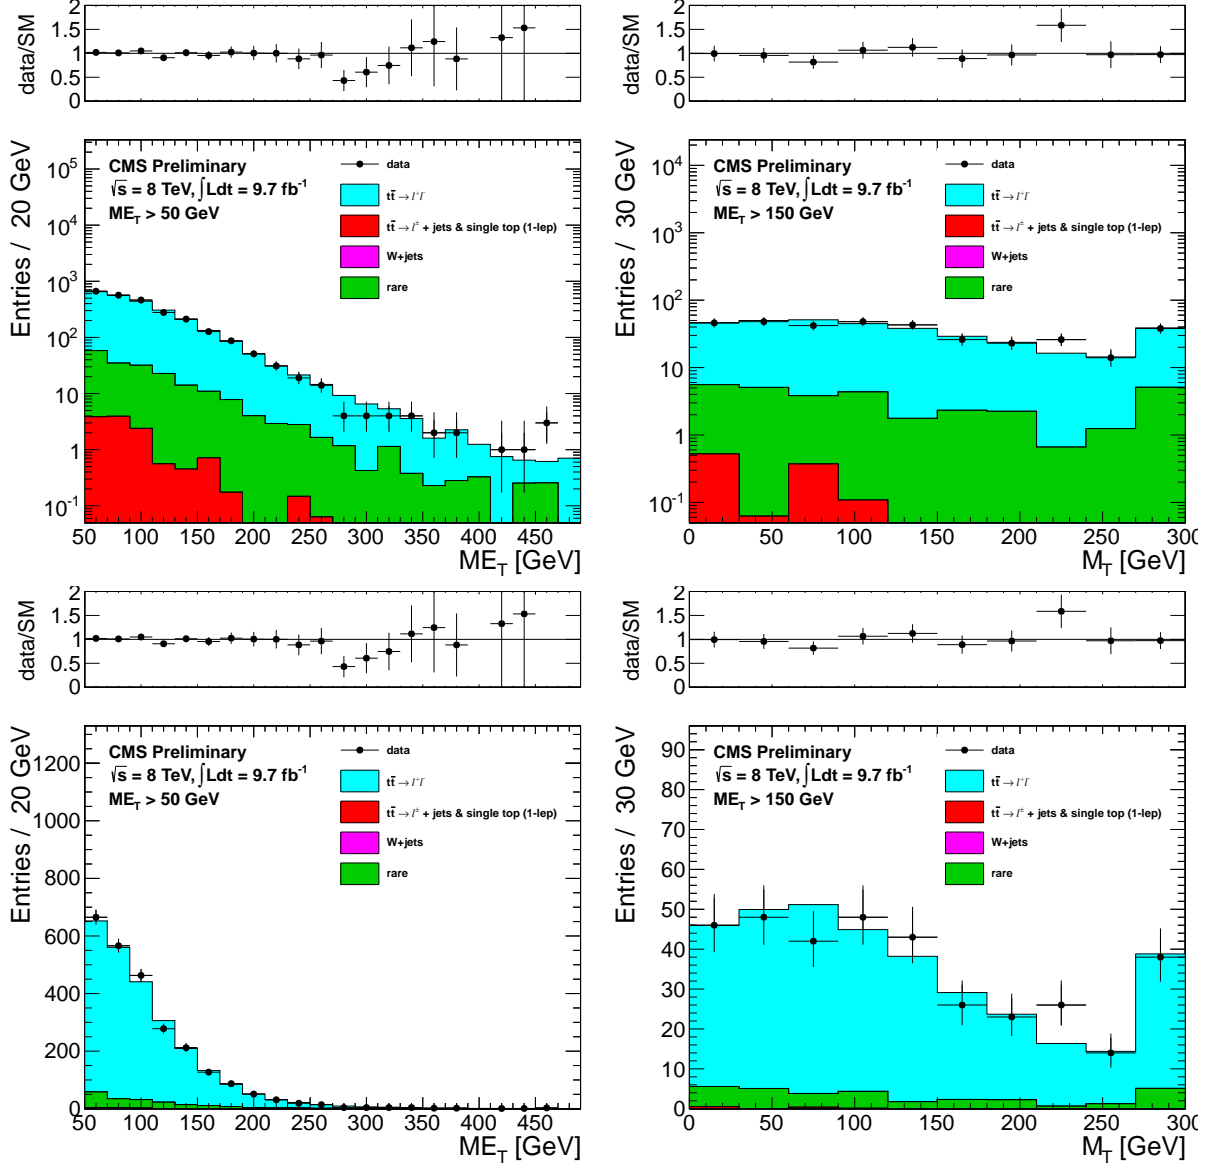 data/SM
2
1.5
1
0.5
0
data/SM
2
1.5
1
0.5
0
Entries / 20 GeV
10⁵
10⁴
10³
10²
10
1
10⁻¹
CMS Preliminary
√s = 8 TeV, ∫Ldt = 9.7 fb⁻¹
ME_T > 50 GeV
data
tt̄ → l⁺l⁻
tt̄ → l± + jets & single top (1-lep)
W+jets
rare
50 100 150 200 250 300 350 400 450
ME_T [GeV]
Entries / 30 GeV
10⁴
10³
10²
10
1
10⁻¹
CMS Preliminary
√s = 8 TeV, ∫Ldt = 9.7 fb⁻¹
ME_T > 150 GeV
data
tt̄ → l⁺l⁻
tt̄ → l± + jets & single top (1-lep)
W+jets
rare
0 50 100 150 200 250 300
M_T [GeV]
data/SM
2
1.5
1
0.5
0
data/SM
2
1.5
1
0.5
0
Entries / 20 GeV
1200
1000
800
600
400
200
0
CMS Preliminary
√s = 8 TeV, ∫Ldt = 9.7 fb⁻¹
ME_T > 50 GeV
data
tt̄ → l⁺l⁻
tt̄ → l± + jets & single top (1-lep)
W+jets
rare
50 100 150 200 250 300 350 400 450
ME_T [GeV]
Entries / 30 GeV
90
80
70
60
50
40
30
20
10
0
CMS Preliminary
√s = 8 TeV, ∫Ldt = 9.7 fb⁻¹
ME_T > 150 GeV
data
tt̄ → l⁺l⁻
tt̄ → l± + jets & single top (1-lep)
W+jets
rare
0 50 100 150 200 250 300
M_T [GeV]